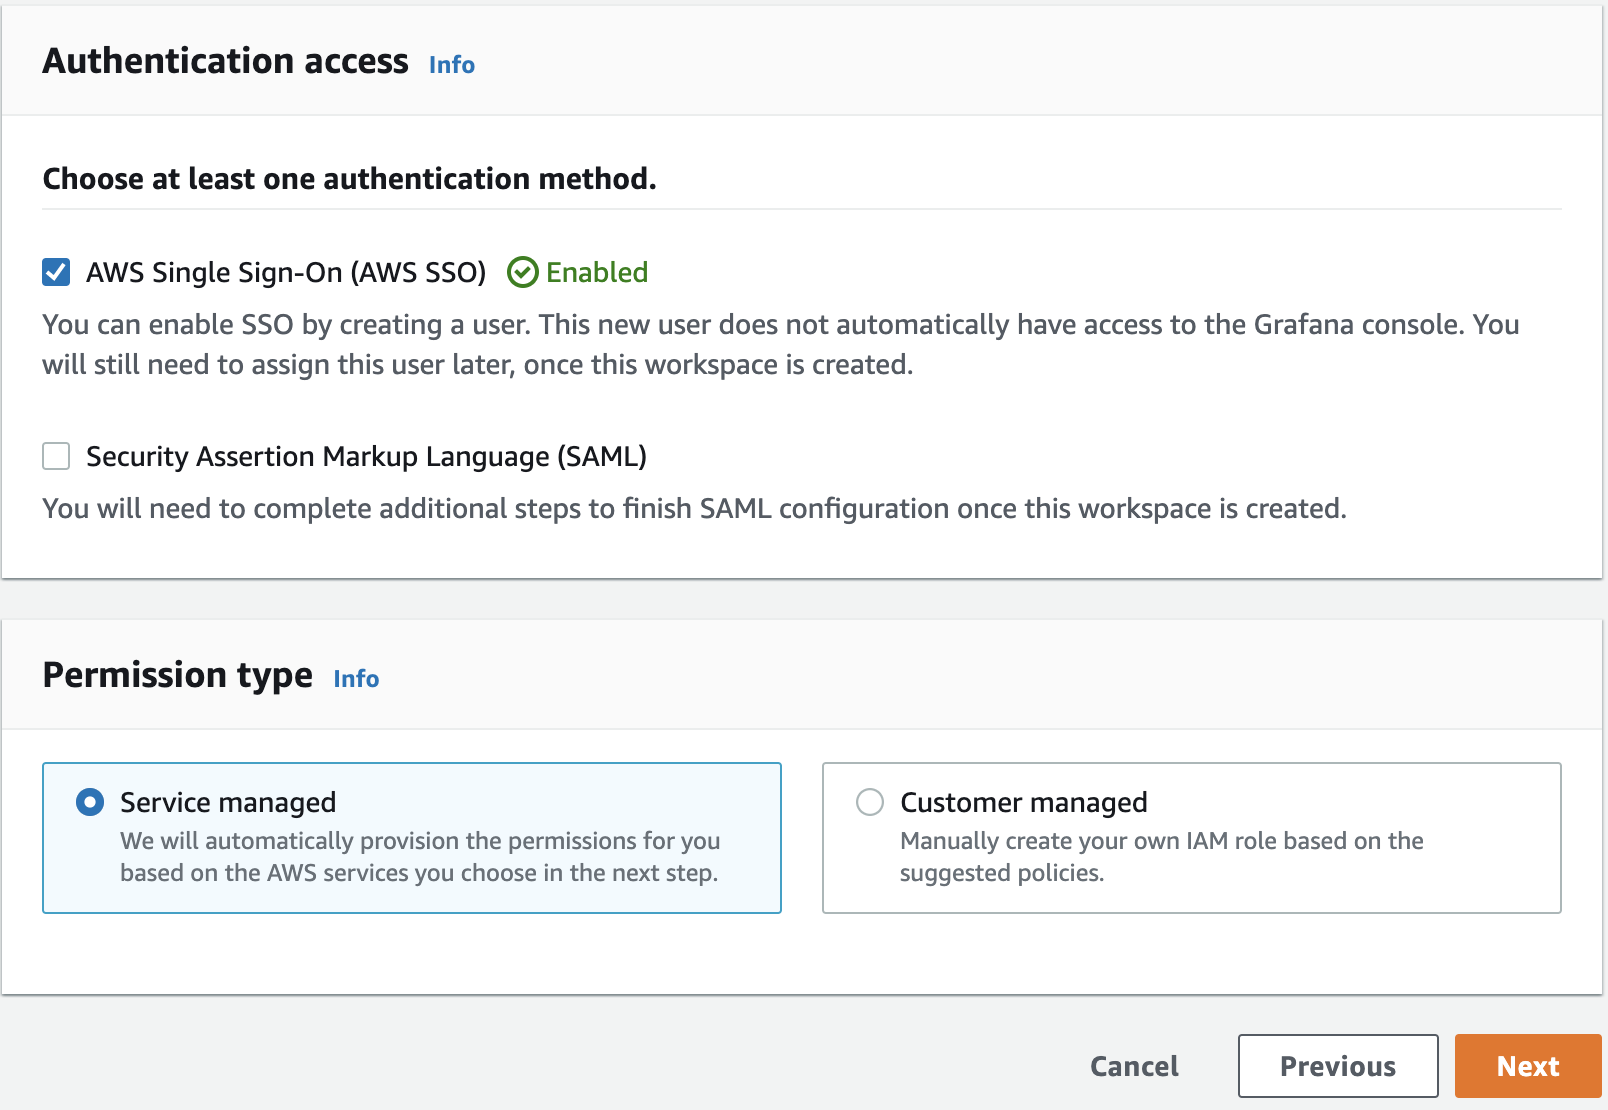 Authentication access Info
Choose at least one authentication method.
AWS Single Sign-On (AWS SSO) Enabled
You can enable SSO by creating a user. This new user does not automatically have access to the Grafana console. You
will still need to assign this user later, once this workspace is created.
Security Assertion Markup Language (SAML)
You will need to complete additional steps to finish SAML configuration once this workspace is created.
Permission type Info
Service managed
We will automatically provision the permissions for you
based on the AWS services you choose in the next step.
Customer managed
Manually create your own IAM role based on the
suggested policies.
Cancel Previous Next